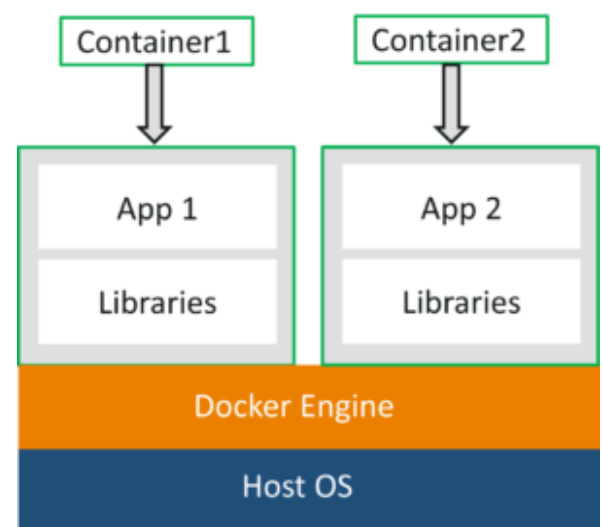 Container1
Container2
App 1
Libraries
App 2
Libraries
Docker Engine
Host OS